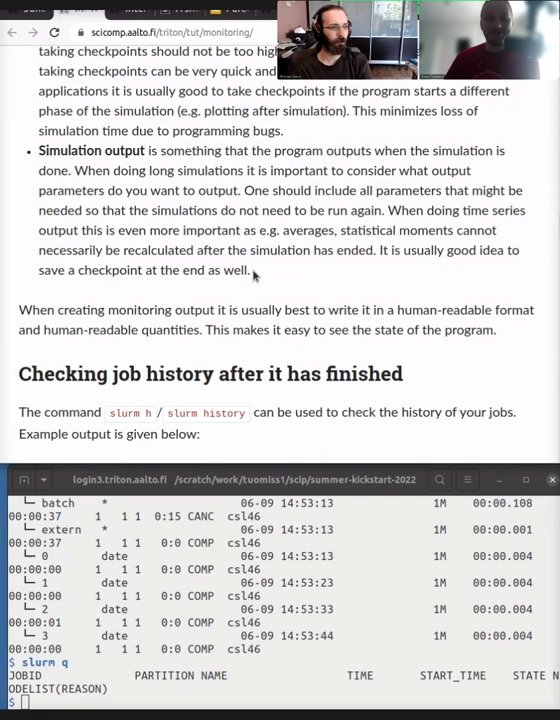 scicomp.aalto.fi/triton/tut/monitoring/
taking checkpoints should not be too high
taking checkpoints can be very quick and
applications it is usually good to take checkpoints if the program starts a different
phase of the simulation (e.g. plotting after simulation). This minimizes loss of
simulation time due to programming bugs.
• Simulation output is something that the program outputs when the simulation is
done. When doing long simulations it is important to consider what output
parameters do you want to output. One should include all parameters that might be
needed so that the simulations do not need to be run again. When doing time series
output this is even more important as e.g. averages, statistical moments cannot
necessarily be recalculated after the simulation has ended. It is usually good idea to
save a checkpoint at the end as well.
When creating monitoring output it is usually best to write it in a human-readable format
and human-readable quantities. This makes it easy to see the state of the program.
Checking job history after it has finished
The command slurm h / slurm history can be used to check the history of your jobs.
Example output is given below:
login3.triton.aalto.fi /scratch/work/tuomiss1/scip/summer-kickstart-2022
└─ batch * 06-09 14:53:13 1M 00:00.108
00:00:37 1 1 1 0:15 CANC csl46
└─ extern * 06-09 14:53:13 1M 00:00.001
00:00:37 1 1 1 0:0 COMP csl46
└─ 0 date 06-09 14:53:13 1M 00:00.004
00:00:00 1 1 1 0:0 COMP csl46
└─ 1 date 06-09 14:53:23 1M 00:00.004
00:00:00 1 1 1 0:0 COMP csl46
└─ 2 date 06-09 14:53:33 1M 00:00.004
00:00:01 1 1 1 0:0 COMP csl46
└─ 3 date 06-09 14:53:44 1M 00:00.004
00:00:00 1 1 1 0:0 COMP csl46
$ slurm q
JOBID PARTITION NAME TIME START_TIME STATE N
ODELIST(REASON)
$